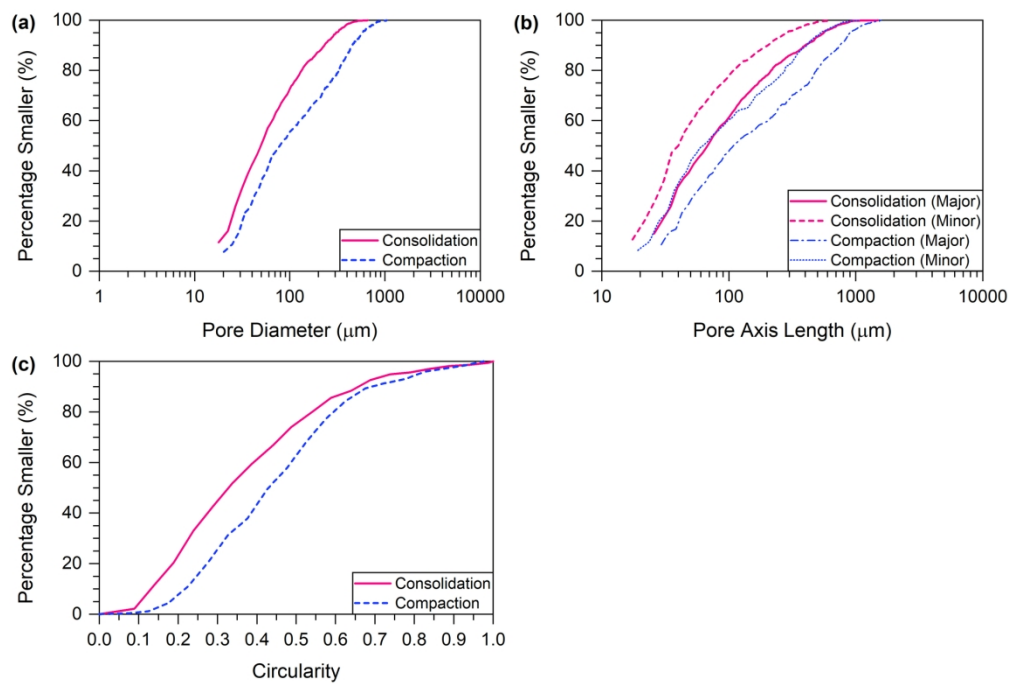 (a)
Percentage Smaller (%)
100
80
60
40
20
0
1
10
100
1000
10000
Pore Diameter (μm)
Consolidation
Compaction
(b)
Percentage Smaller (%)
100
80
60
40
20
0
10
100
1000
10000
Pore Axis Length (μm)
Consolidation (Major)
Consolidation (Minor)
Compaction (Major)
Compaction (Minor)
(c)
Percentage Smaller (%)
100
80
60
40
20
0
0.0
0.1
0.2
0.3
0.4
0.5
0.6
0.7
0.8
0.9
1.0
Circularity
Consolidation
Compaction